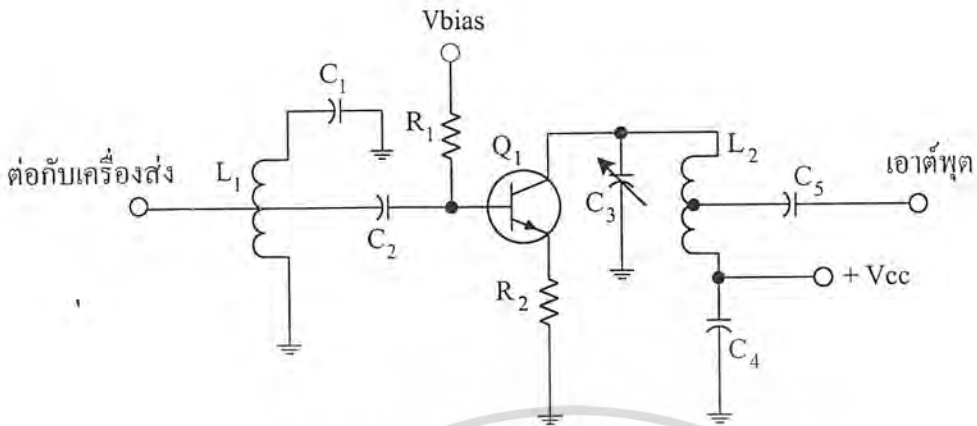 Vbias
C1
R1
Q1
L2
ต่อกับเครื่องส่ง
L1
เอาต์พุต
C5
C3
C2
+ Vcc
R2
C4